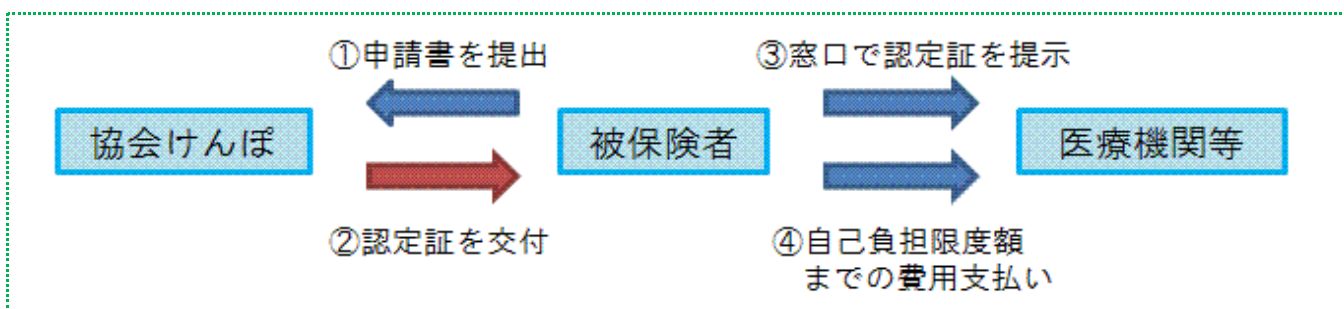 ①申請書を提出
③窓口で認定証を提示
協会けんぽ
被保険者
医療機関等
②認定証を交付
④自己負担限度額
までの費用支払い